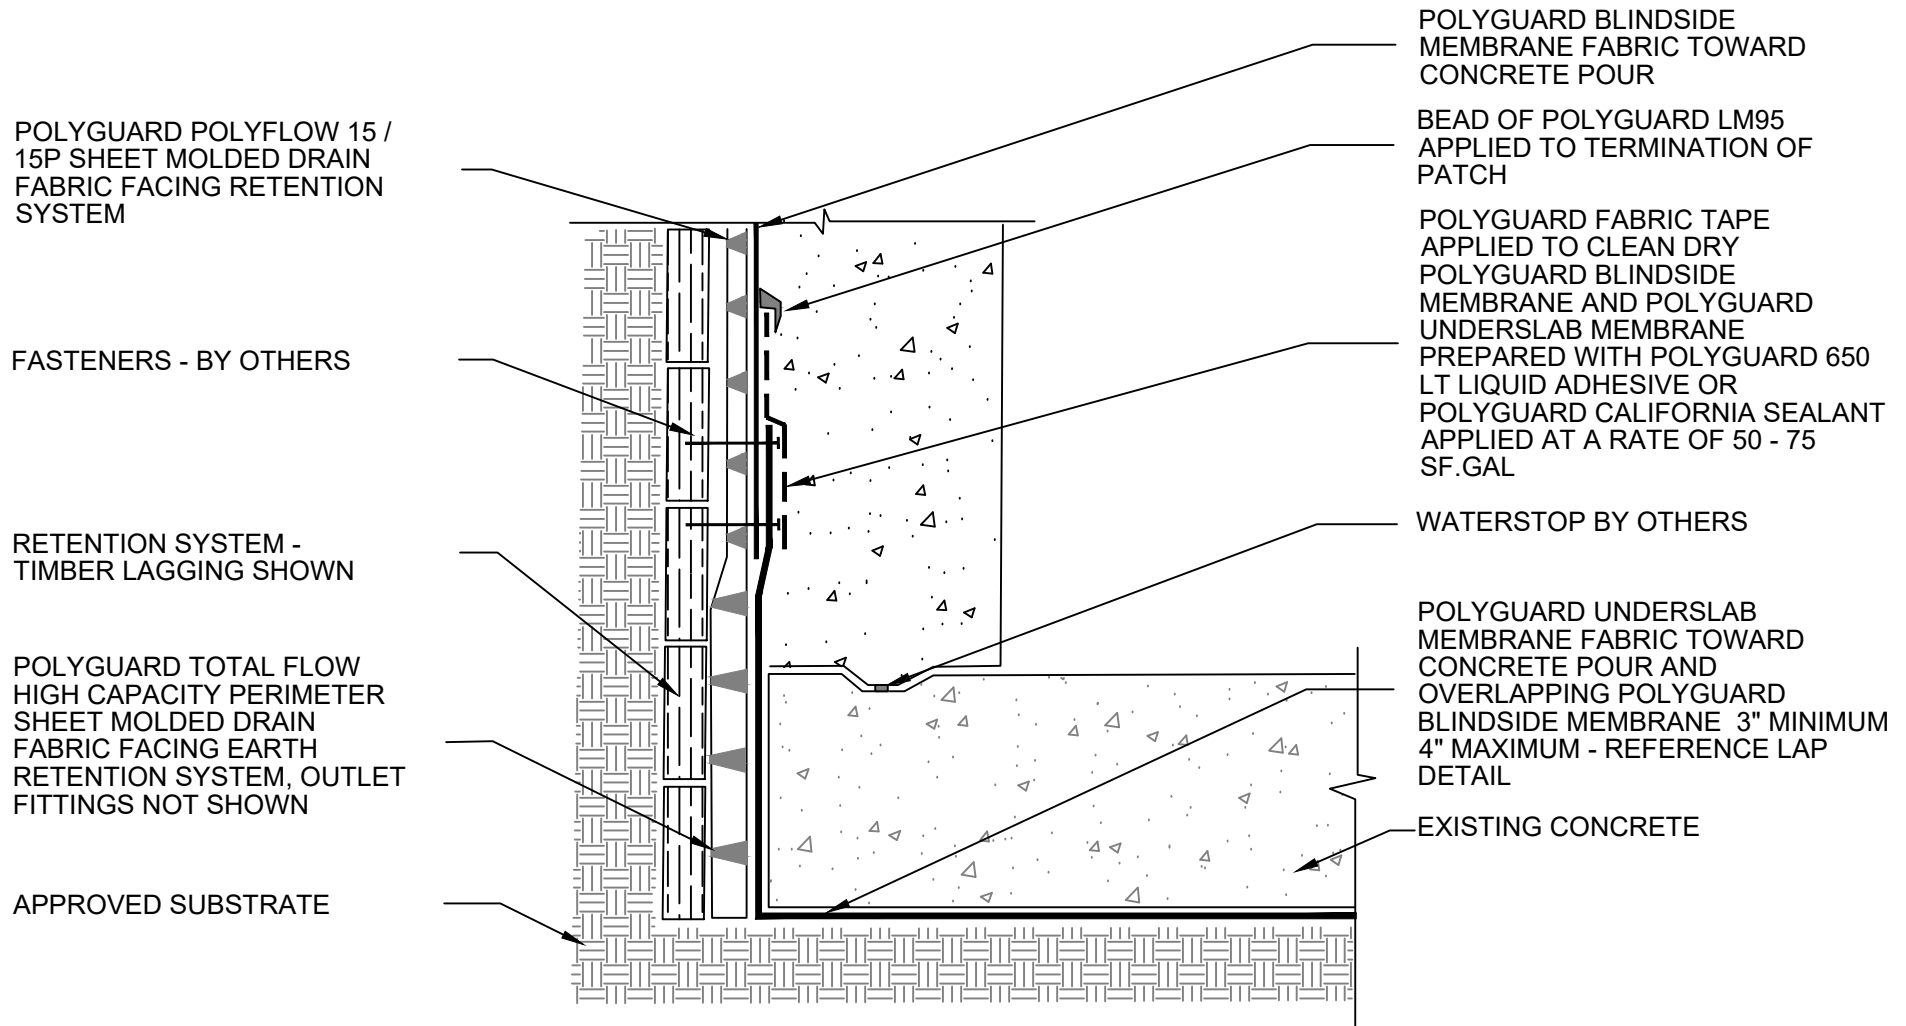 POLYGUARD POLYFLOW 15 /
15P SHEET MOLDED DRAIN
FABRIC FACING RETENTION
SYSTEM
FASTENERS - BY OTHERS
RETENTION SYSTEM -
TIMBER LAGGING SHOWN
POLYGUARD TOTAL FLOW
HIGH CAPACITY PERIMETER
SHEET MOLDED DRAIN
FABRIC FACING EARTH
RETENTION SYSTEM, OUTLET
FITTINGS NOT SHOWN
APPROVED SUBSTRATE
POLYGUARD BLINDSIDE
MEMBRANE FABRIC TOWARD
CONCRETE POUR
BEAD OF POLYGUARD LM95
APPLIED TO TERMINATION OF
PATCH
POLYGUARD FABRIC TAPE
APPLIED TO CLEAN DRY
POLYGUARD BLINDSIDE
MEMBRANE AND POLYGUARD
UNDERSLAB MEMBRANE
PREPARED WITH POLYGUARD 650
LT LIQUID ADHESIVE OR
POLYGUARD CALIFORNIA SEALANT
APPLIED AT A RATE OF 50 - 75
SF.GAL
WATERSTOP BY OTHERS
POLYGUARD UNDERSLAB
MEMBRANE FABRIC TOWARD
CONCRETE POUR AND
OVERLAPPING POLYGUARD
BLINDSIDE MEMBRANE  3" MINIMUM
4" MAXIMUM - REFERENCE LAP
DETAIL
EXISTING CONCRETE